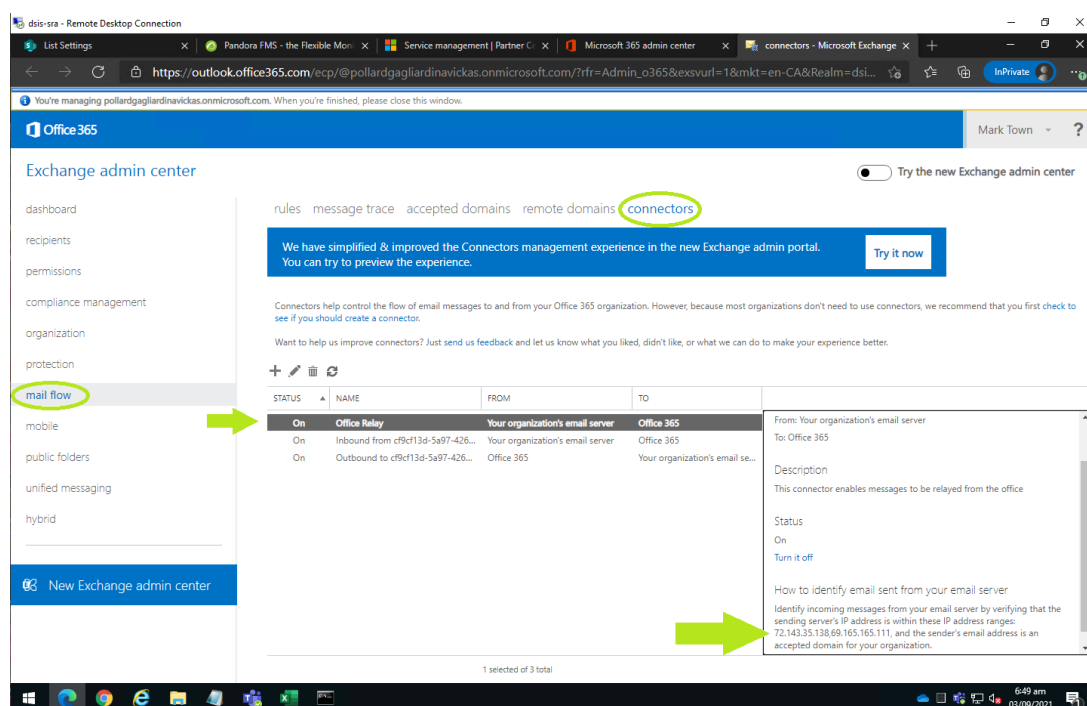 dsis-sra - Remote Desktop Connection
List Settings
Pandora FMS - the Flexible Moni
Service management | Partner C
Microsoft 365 admin center
connectors - Microsoft Exchange
https://outlook.office365.com/ecp/@pollardgagliardinavickas.onmicrosoft.com/?rfr=Admin_o365&exsvurl=1&mkt=en-CA&Realm=dsi...
InPrivate
You're managing pollardgagliardinavickas.onmicrosoft.com. When you're finished, please close this window.
Office 365
Mark Town
?
Exchange admin center
Try the new Exchange admin center
dashboard
recipients
permissions
compliance management
organization
protection
mail flow
mobile
public folders
unified messaging
hybrid
New Exchange admin center
rules message trace accepted domains remote domains connectors
We have simplified & improved the Connectors management experience in the new Exchange admin portal.
You can try to preview the experience.
Try it now
Connectors help control the flow of email messages to and from your Office 365 organization. However, because most organizations don't need to use connectors, we recommend that you first check to
see if you should create a connector.
Want to help us improve connectors? Just send us feedback and let us know what you liked, didn't like, or what we can do to make your experience better.
STATUS NAME FROM TO
On Office Relay Your organization's email server Office 365
On Inbound from cf9cf13d-5a97-426... Your organization's email server Office 365
On Outbound to cf9cf13d-5a97-426... Office 365 Your organization's email se...
From: Your organization's email server
To: Office 365
Description
This connector enables messages to be relayed from the office
Status
On
Turn it off
How to identify email sent from your email server
Identify incoming messages from your email server by verifying that the
sending server's IP address is within these IP address ranges:
72.143.35.138,69.165.165.111, and the sender's email address is an
accepted domain for your organization.
1 selected of 3 total
6:49 am
03/09/2021